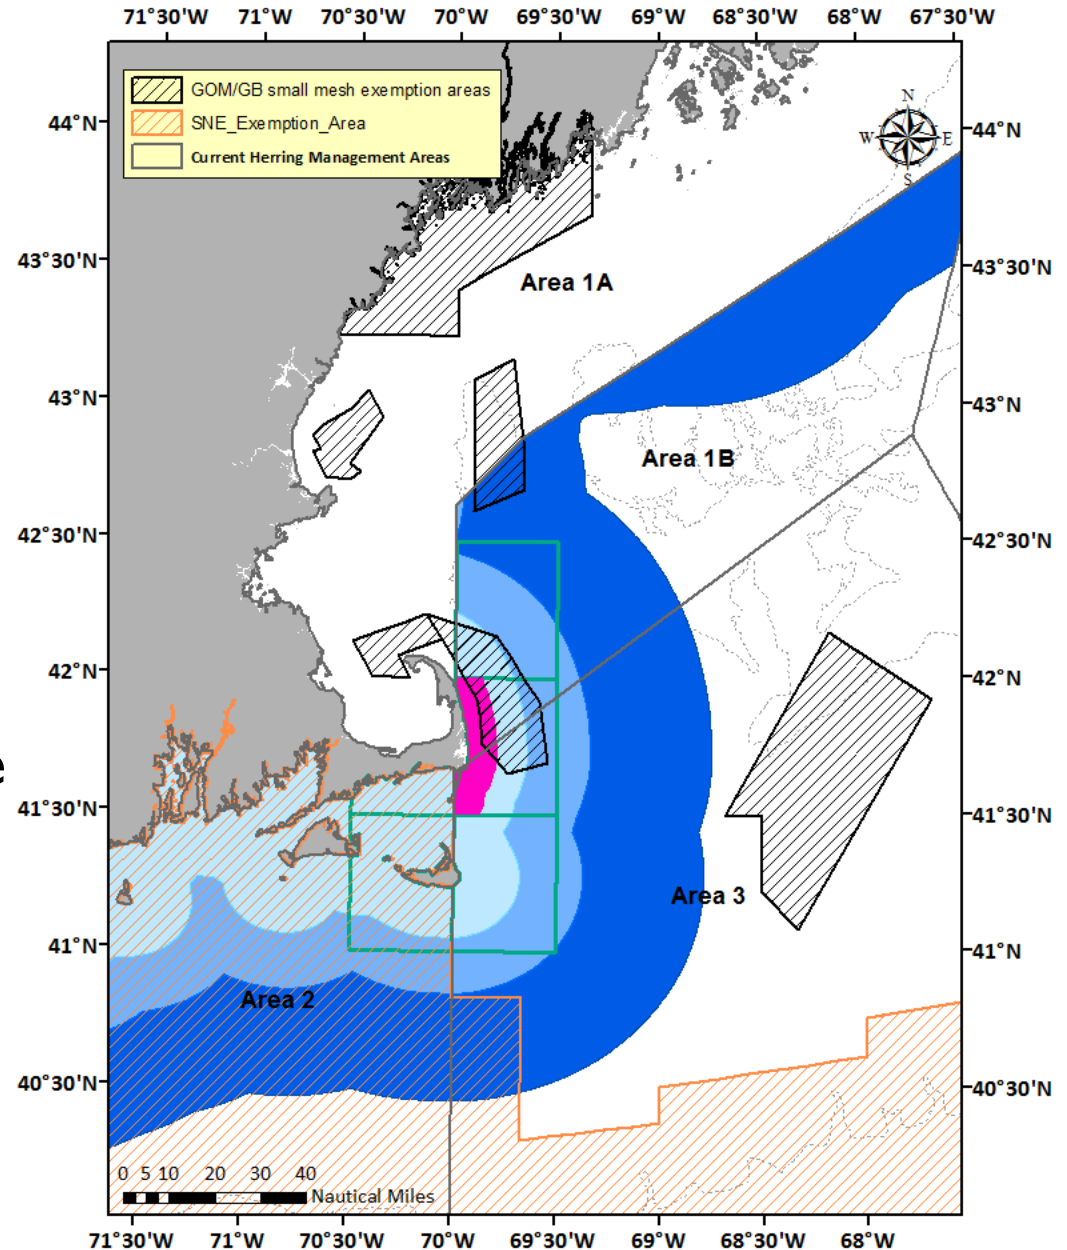 71°30'W 71°W 70°30'W 70°W 69°30'W 69°W 68°30'W 68°W 67°30'W
GOM/GB small mesh exemption areas
SNE_Exemption_Area
Current Herring Management Areas
N
W E
S
44°N 44°N
43°30'N 43°30'N
Area 1A
43°N 43°N
Area 1B
42°30'N 42°30'N
42°N 42°N
e
41°30'N 41°30'N
Area 3
41°N 41°N
Area 2
40°30'N 40°30'N
0 5 10 20 30 40
Nautical Miles
71°30'W 71°W 70°30'W 70°W 69°30'W 69°W 68°30'W 68°W